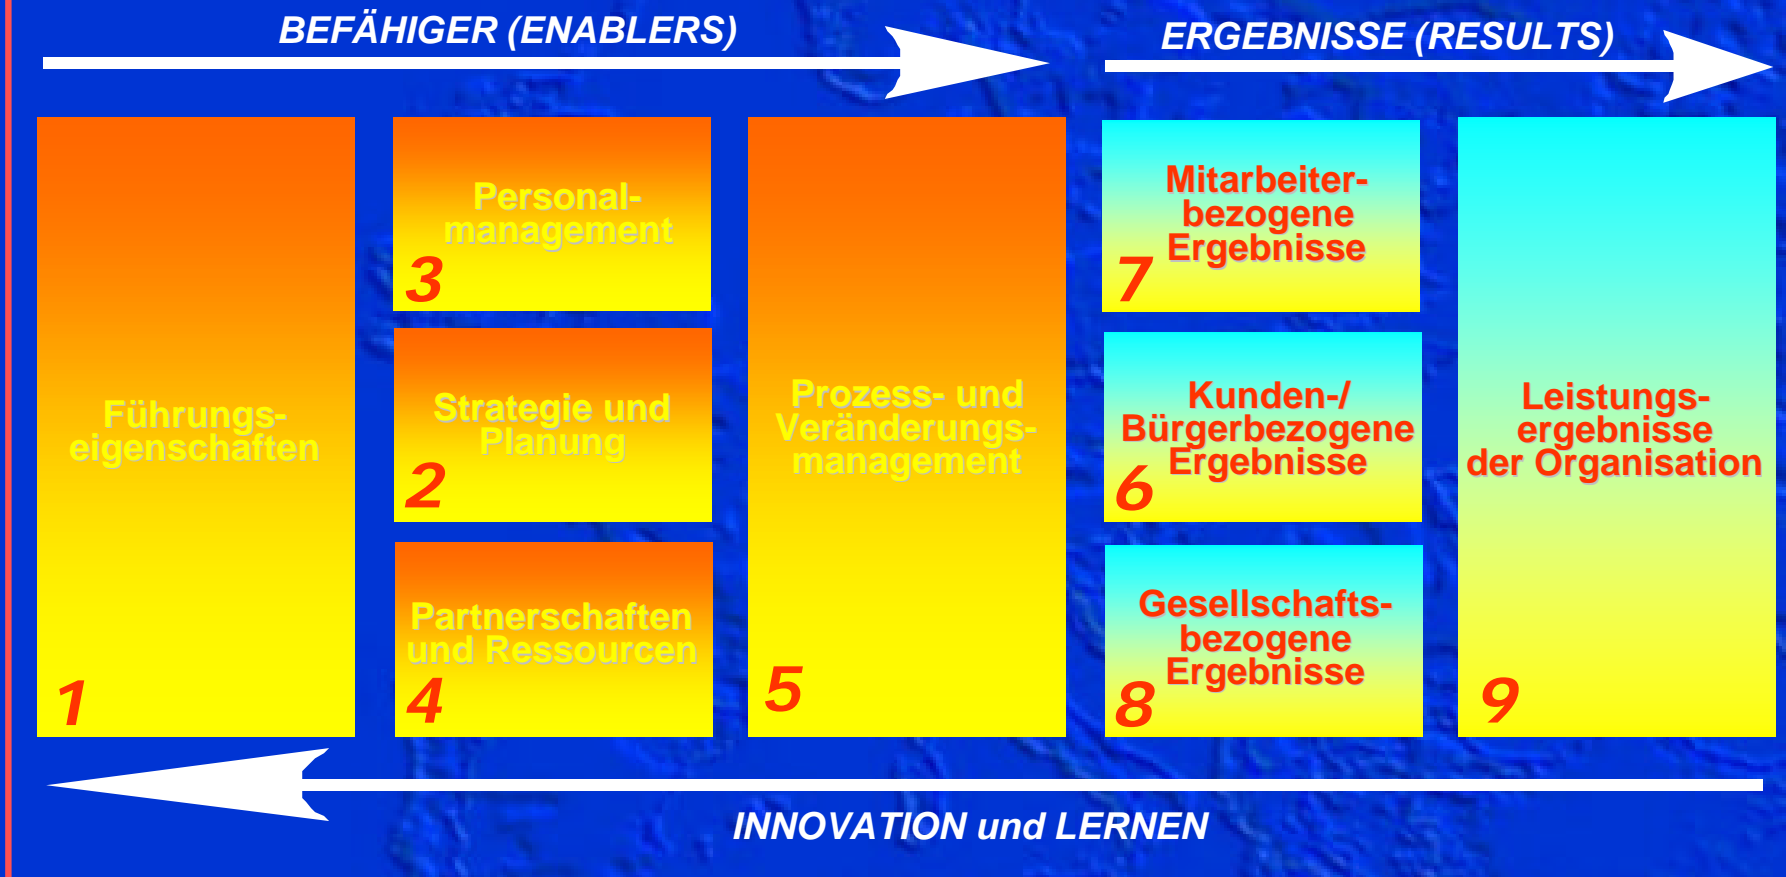 BEFÄHIGER (ENABLERS)
ERGEBNISSE (RESULTS)
Führungs-
eigenschaften
1
Personal-
management
3
Strategie und
Planung
2
Partnerschaften
und Ressourcen
4
Prozess- und
Veränderungs-
management
5
Mitarbeiter-
bezogene
Ergebnisse
7
Kunden-/
Bürgerbezogene
Ergebnisse
6
Gesellschafts-
bezogene
Ergebnisse
8
Leistungs-
ergebnisse
der Organisation
9
INNOVATION und LERNEN